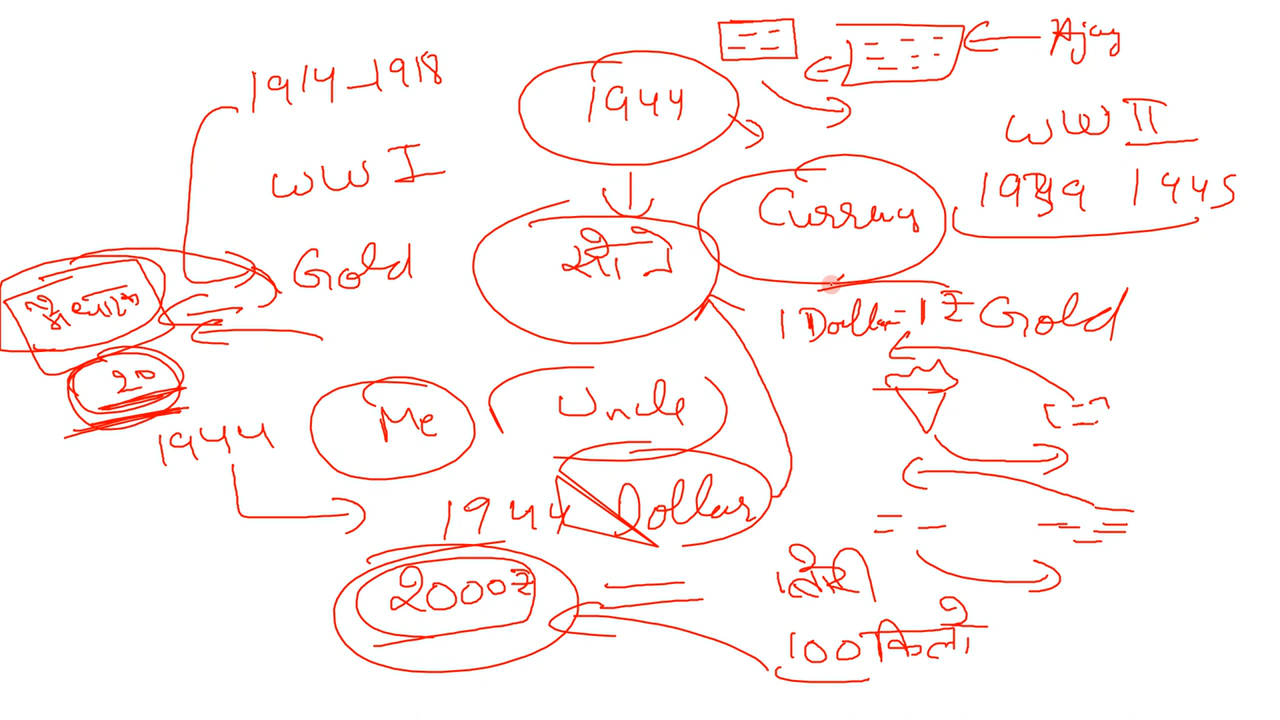 Ajay
1914-1918
1944
WW II
WW I
1939 1945
Currency
Gold
1 Dollar = 1 ₹ Gold
20
Me
Uncle
1944
1944 Dollar
2000₹
100 किलो